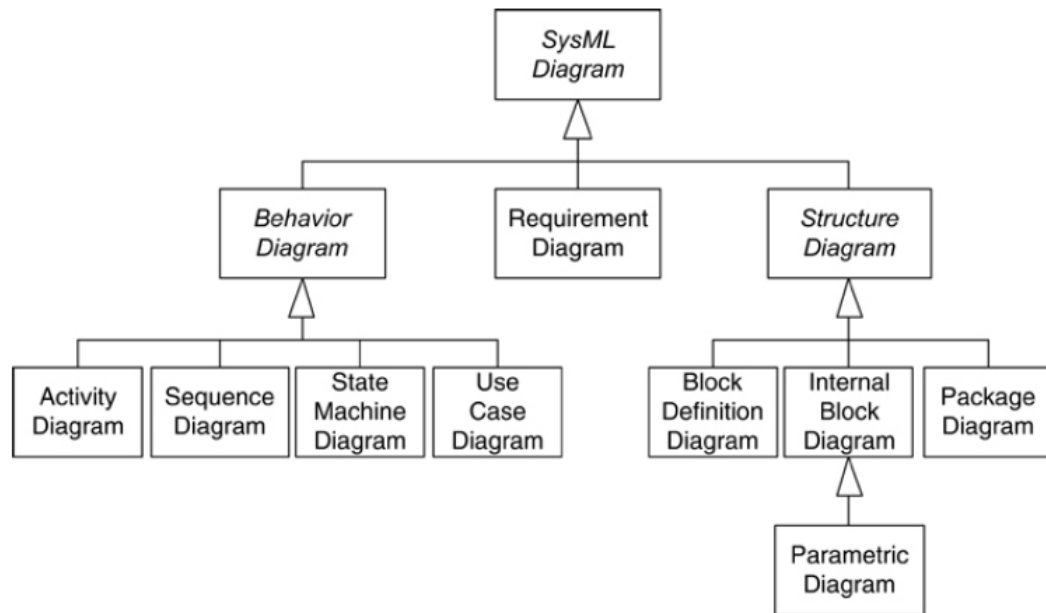 SysML
Diagram
Behavior
Diagram
Requirement
Diagram
Structure
Diagram
Activity
Diagram
Sequence
Diagram
State
Machine
Diagram
Use
Case
Diagram
Block
Definition
Diagram
Internal
Block
Diagram
Package
Diagram
Parametric
Diagram